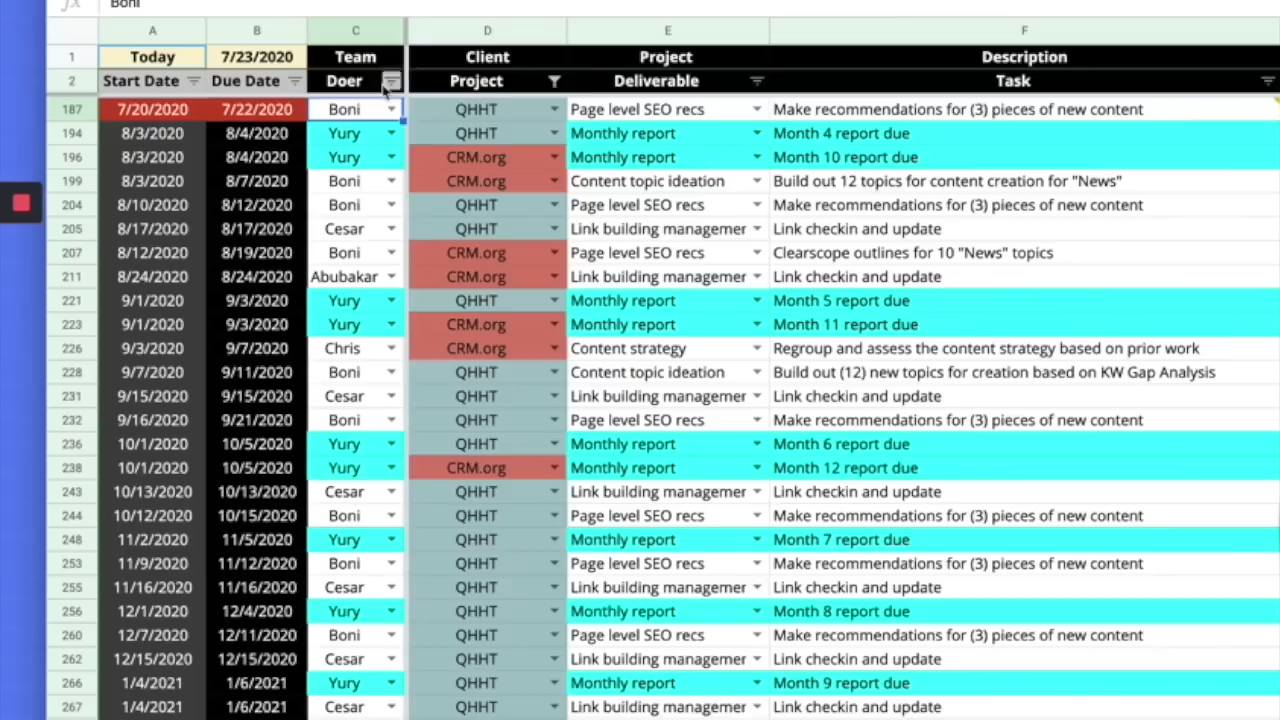 Boni
A B C D E F
1 Today 7/23/2020 Team Client Project Description
2 Start Date Due Date Doer Project Deliverable Task
187 7/20/2020 7/22/2020 Boni QHHT Page level SEO recs Make recommendations for (3) pieces of new content
194 8/3/2020 8/4/2020 Yury QHHT Monthly report Month 4 report due
196 8/3/2020 8/4/2020 Yury CRM.org Monthly report Month 10 report due
199 8/3/2020 8/7/2020 Boni CRM.org Content topic ideation Build out 12 topics for content creation for "News"
204 8/10/2020 8/12/2020 Boni QHHT Page level SEO recs Make recommendations for (3) pieces of new content
205 8/17/2020 8/17/2020 Cesar QHHT Link building managemer Link checkin and update
207 8/12/2020 8/19/2020 Boni CRM.org Page level SEO recs Clearscope outlines for 10 "News" topics
211 8/24/2020 8/24/2020 Abubakar CRM.org Link building managemer Link checkin and update
221 9/1/2020 9/3/2020 Yury QHHT Monthly report Month 5 report due
223 9/1/2020 9/3/2020 Yury CRM.org Monthly report Month 11 report due
226 9/3/2020 9/7/2020 Chris CRM.org Content strategy Regroup and assess the content strategy based on prior work
228 9/7/2020 9/11/2020 Boni QHHT Content topic ideation Build out (12) new topics for creation based on KW Gap Analysis
231 9/15/2020 9/15/2020 Cesar QHHT Link building managemer Link checkin and update
232 9/16/2020 9/21/2020 Boni QHHT Page level SEO recs Make recommendations for (3) pieces of new content
236 10/1/2020 10/5/2020 Yury QHHT Monthly report Month 6 report due
238 10/1/2020 10/5/2020 Yury CRM.org Monthly report Month 12 report due
243 10/13/2020 10/13/2020 Cesar QHHT Link building managemer Link checkin and update
244 10/12/2020 10/15/2020 Boni QHHT Page level SEO recs Make recommendations for (3) pieces of new content
248 11/2/2020 11/5/2020 Yury QHHT Monthly report Month 7 report due
253 11/9/2020 11/12/2020 Boni QHHT Page level SEO recs Make recommendations for (3) pieces of new content
255 11/16/2020 11/16/2020 Cesar QHHT Link building managemer Link checkin and update
256 12/1/2020 12/4/2020 Yury QHHT Monthly report Month 8 report due
260 12/7/2020 12/11/2020 Boni QHHT Page level SEO recs Make recommendations for (3) pieces of new content
262 12/15/2020 12/15/2020 Cesar QHHT Link building managemer Link checkin and update
266 1/4/2021 1/6/2021 Yury QHHT Monthly report Month 9 report due
267 1/4/2021 1/6/2021 Cesar QHHT Link building managemer Link checkin and update